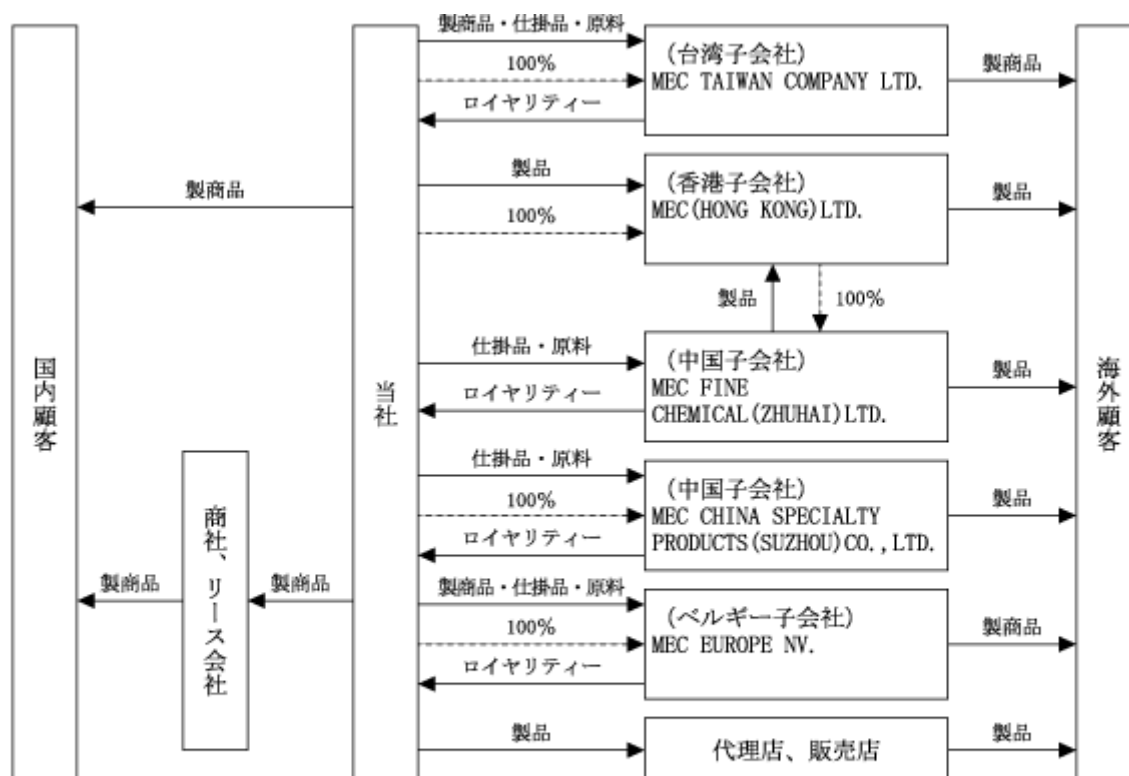 国内顧客
製商品
製商品
商社、リース会社
製商品
当社
製商品・仕掛品・原料
100%
ロイヤリティー
(台湾子会社)
MEC TAIWAN COMPANY LTD.
製商品
製品
100%
(香港子会社)
MEC(HONG KONG)LTD.
製品
製品
100%
仕掛品・原料
ロイヤリティー
(中国子会社)
MEC FINE
CHEMICAL(ZHUHAI)LTD.
製品
仕掛品・原料
100%
ロイヤリティー
(中国子会社)
MEC CHINA SPECIALTY
PRODUCTS(SUZHOU)CO.,LTD.
製品
製商品・仕掛品・原料
100%
ロイヤリティー
(ベルギー子会社)
MEC EUROPE NV.
製商品
製品
代理店、販売店
製品
海外顧客